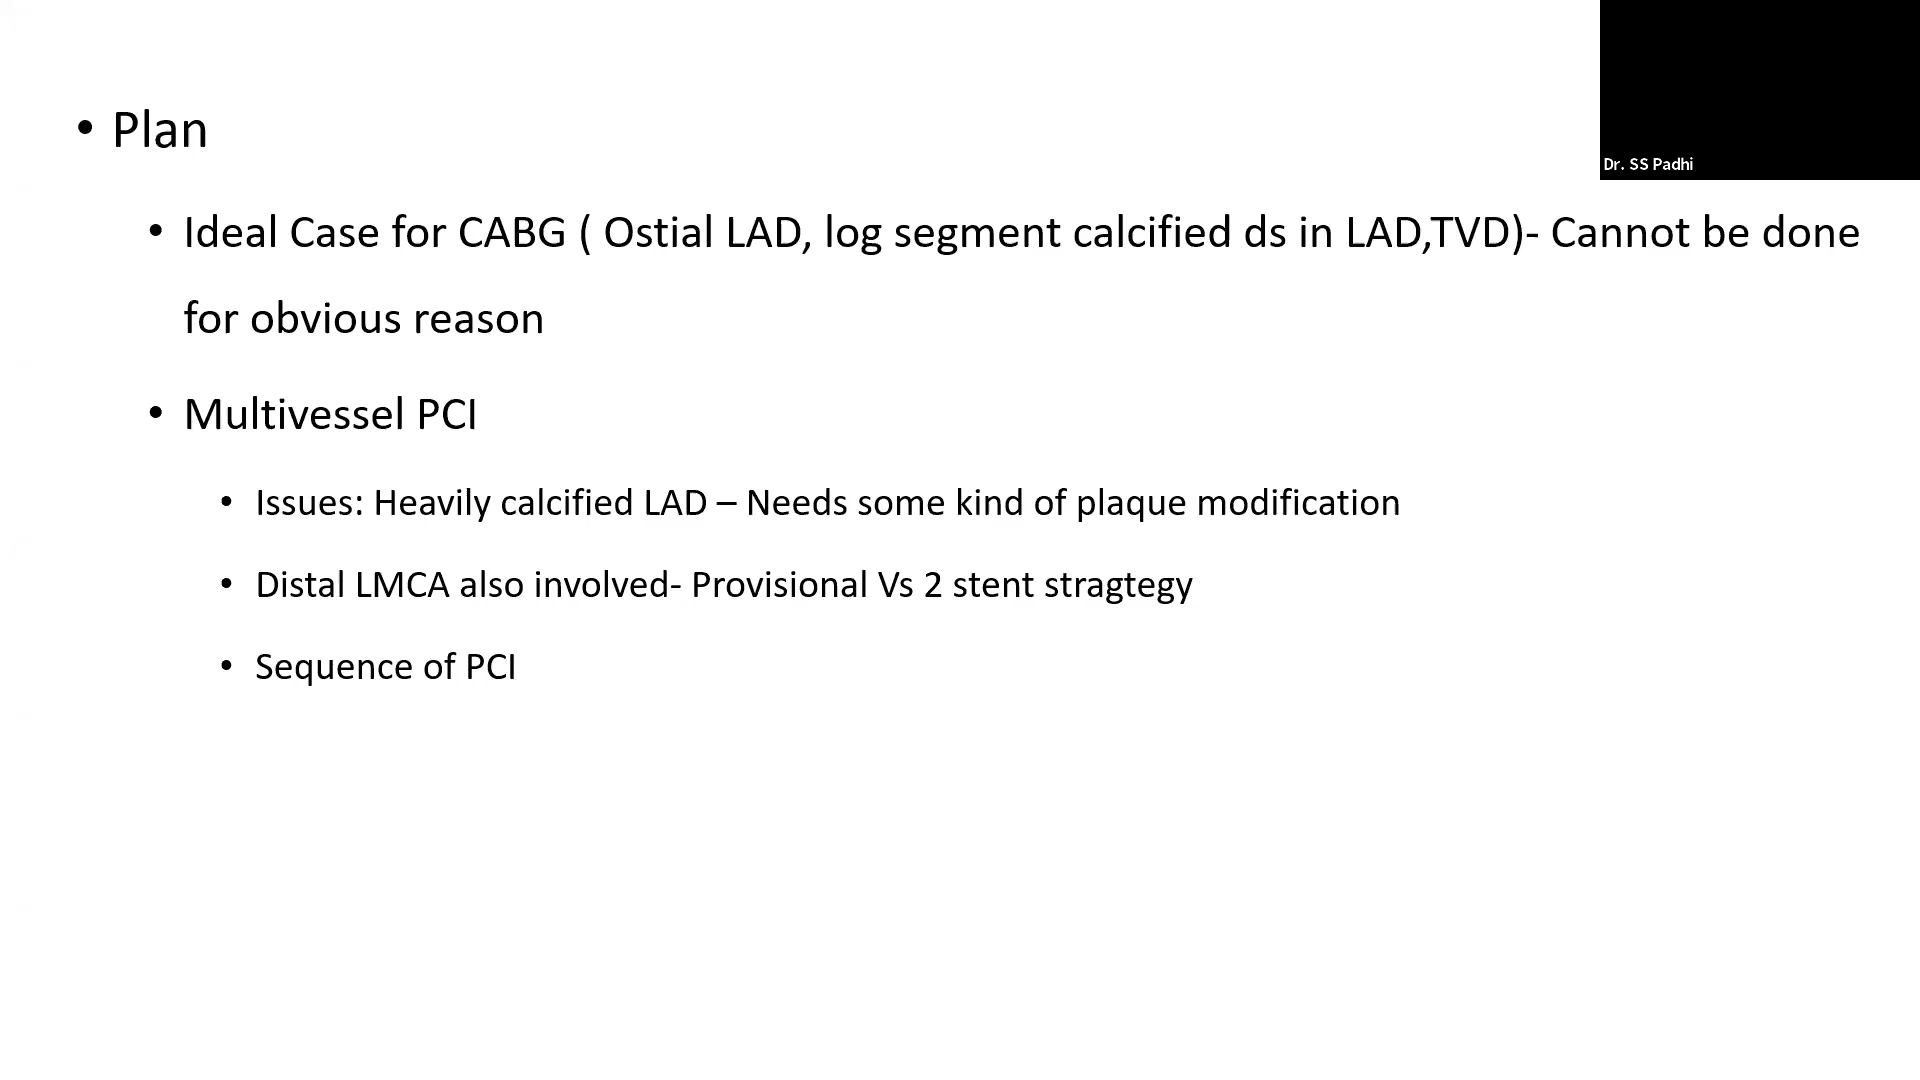 • Plan
Dr. SS Padhi
• Ideal Case for CABG ( Ostial LAD, log segment calcified ds in LAD,TVD)- Cannot be done
for obvious reason
• Multivessel PCI
• Issues: Heavily calcified LAD – Needs some kind of plaque modification
• Distal LMCA also involved- Provisional Vs 2 stent stragtegy
• Sequence of PCI